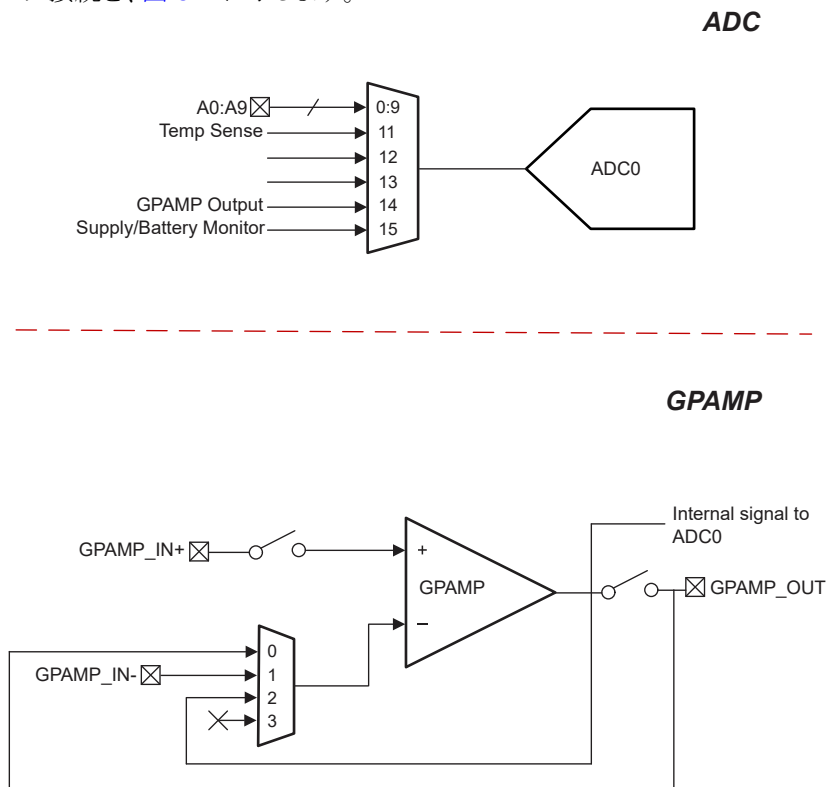 ADC
A0:A9
0:9
Temp Sense
11
12
13
GPAMP Output
14
Supply/Battery Monitor
15
ADC0
GPAMP
Internal signal to
ADC0
GPAMP_IN+
+
GPAMP
−
GPAMP_OUT
0
GPAMP_IN-
1
2
3